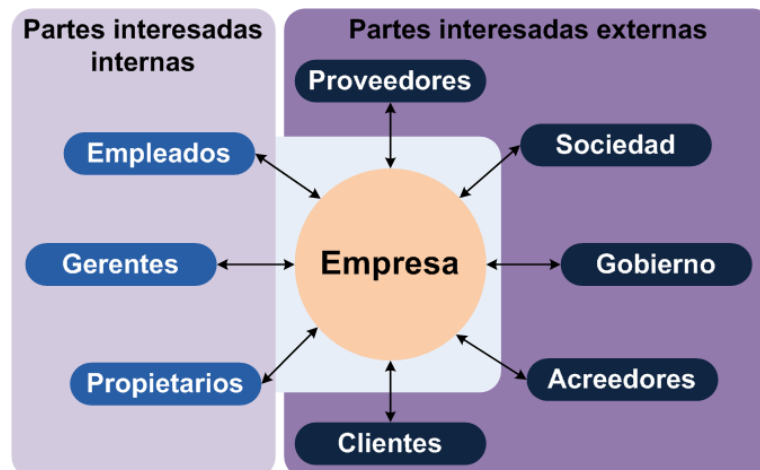 Partes interesadas
internas
Partes interesadas externas
Proveedores
Empleados
Sociedad
Gerentes
Empresa
Gobierno
Propietarios
Acreedores
Clientes